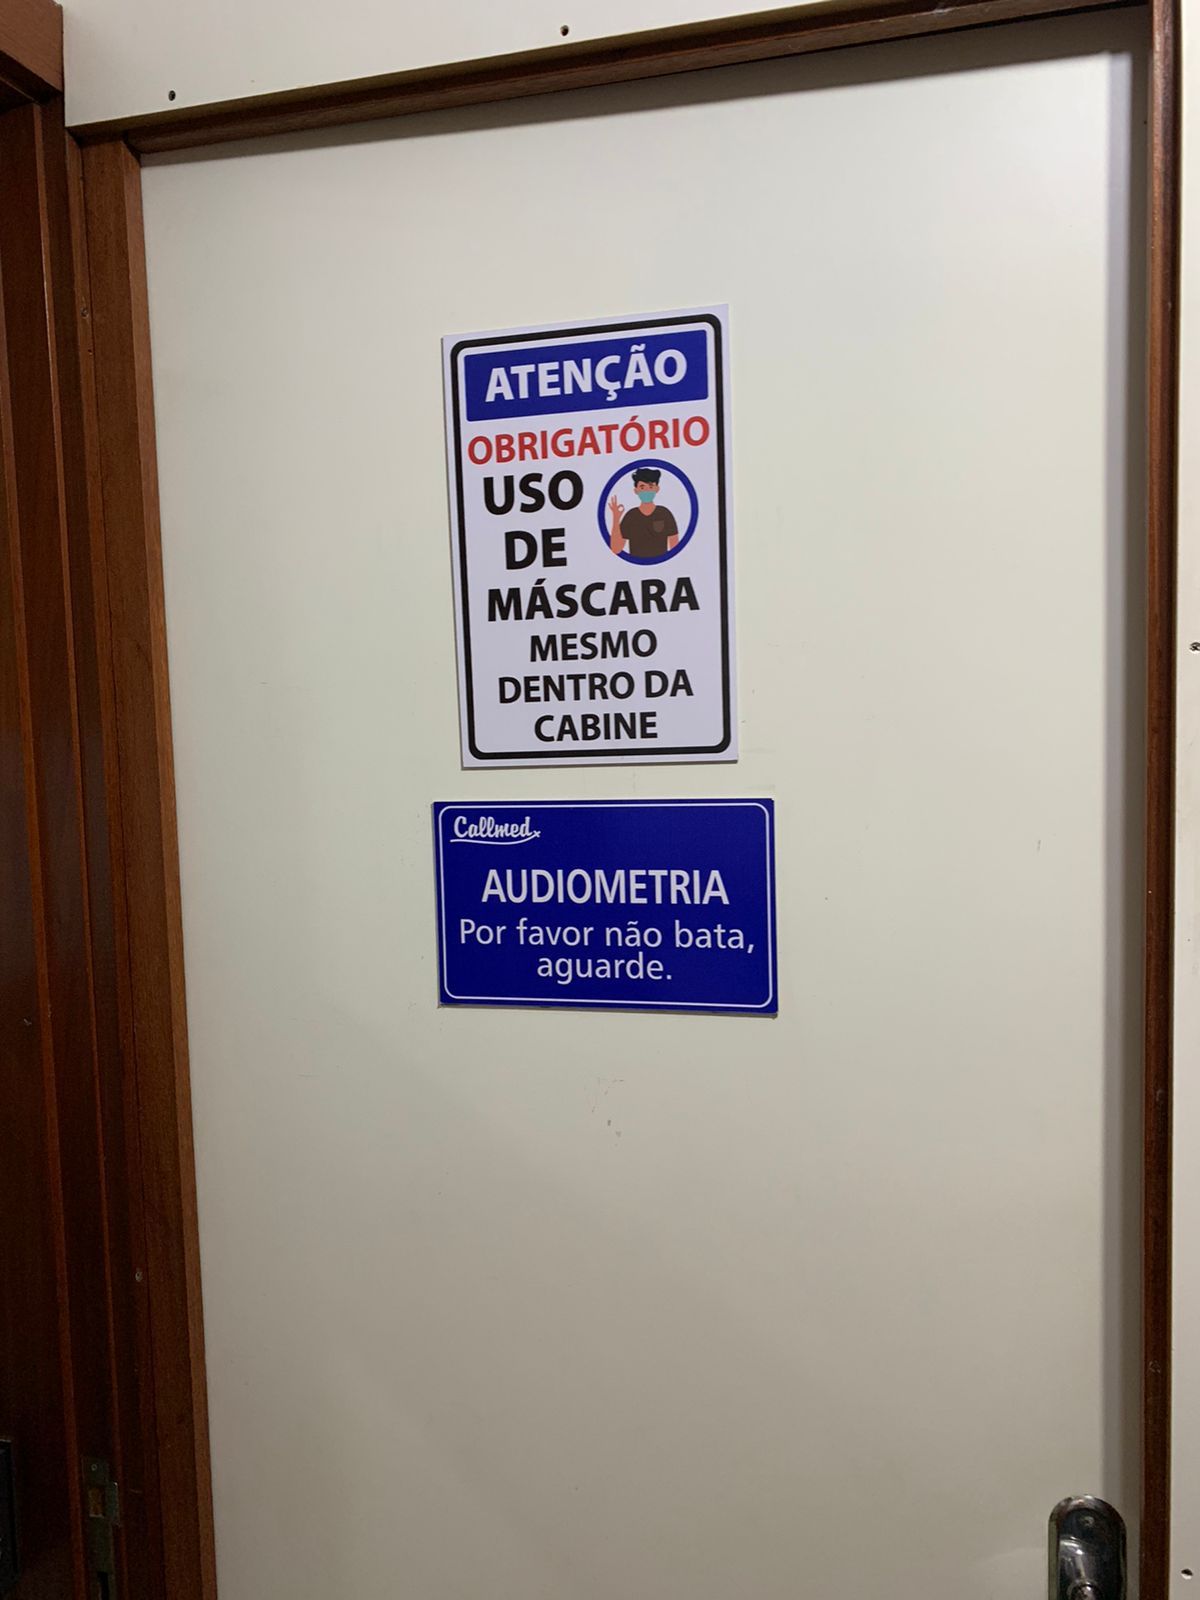 ATENÇÃO
OBRIGATÓRIO
USO
DE
MÁSCARA
MESMO
DENTRO DA
CABINE
Callmed
AUDIOMETRIA
Por favor não bata,
aguarde.